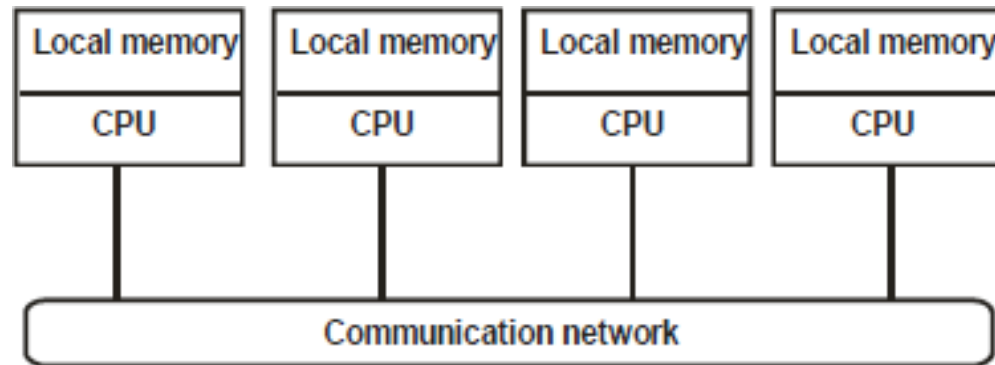 Local memory Local memory Local memory Local memory
CPU CPU CPU CPU
Communication network